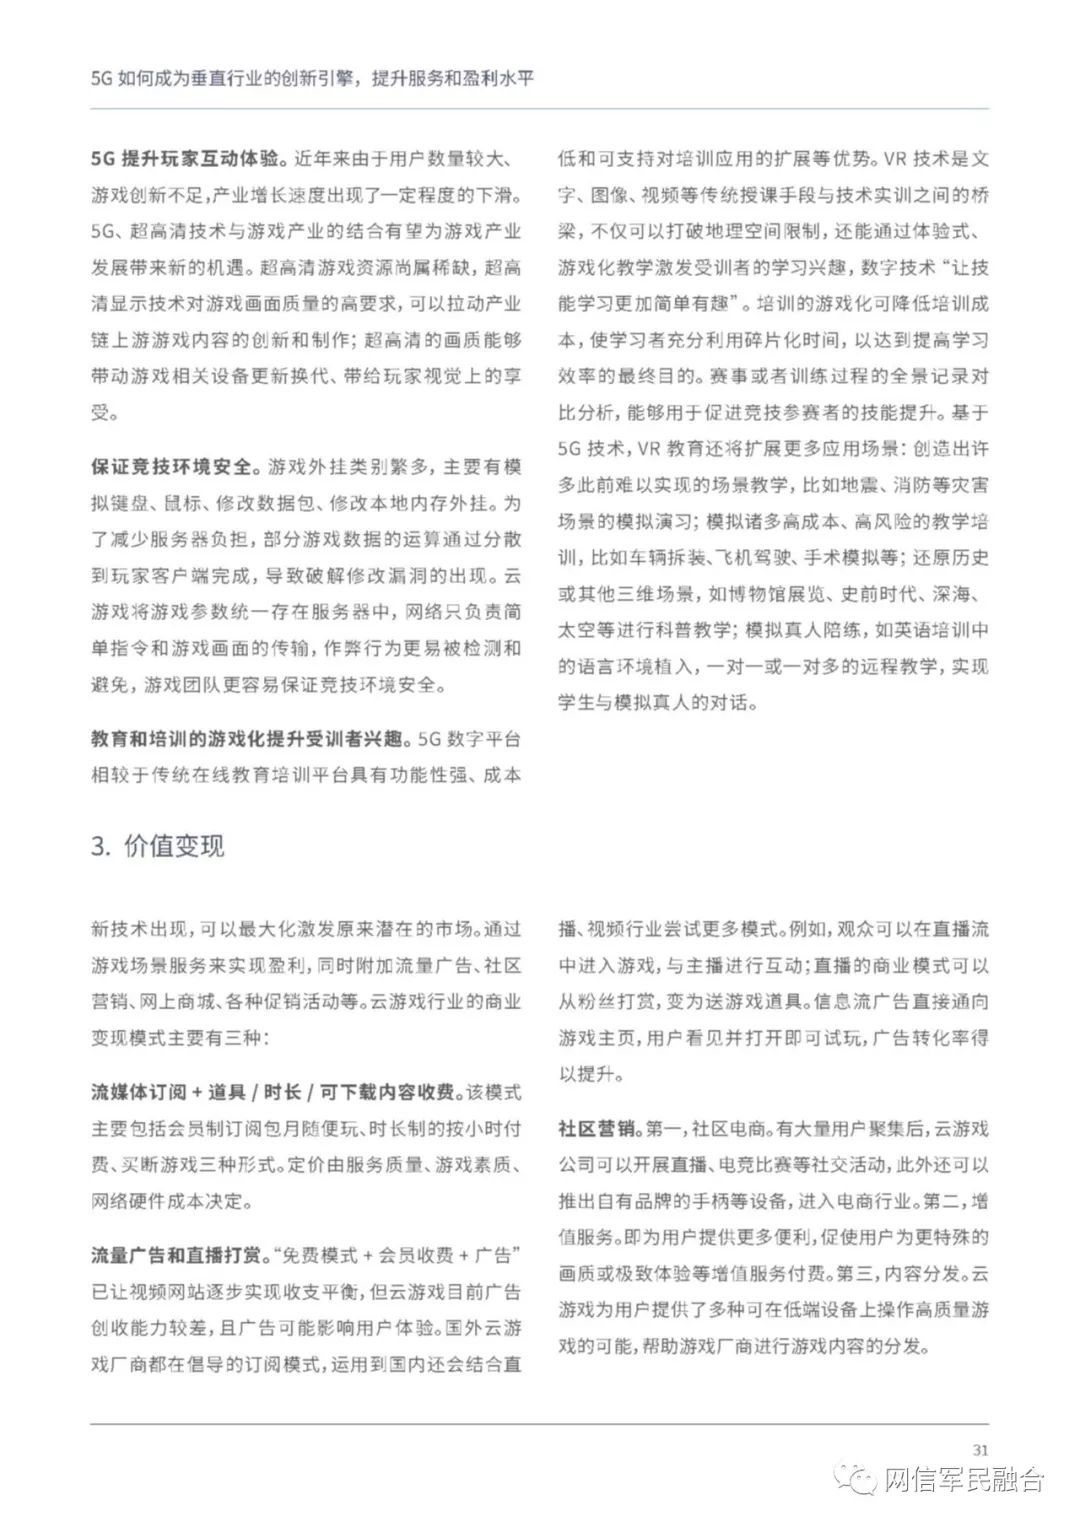 5G 如何成为垂直行业的创新引擎，提升服务和盈利水平
5G 提升玩家互动体验。近年来由于用户数量较大、
游戏创新不足，产业增长速度出现了一定程度的下滑。
5G、超高清技术与游戏产业的结合有望为游戏产业
发展带来新的机遇。超高清游戏资源尚属稀缺，超高
清显示技术对游戏画面质量的高要求，可以拉动产业
链上游游戏内容的创新和制作；超高清的画质能够
带动游戏相关设备更新换代、带给玩家视觉上的享
受。
保证竞技环境安全。游戏外挂类别繁多，主要有模
拟键盘、鼠标、修改数据包、修改本地内存外挂。为
了减少服务器负担，部分游戏数据的运算通过分散
到玩家客户端完成，导致破解修改漏洞的出现。云
游戏将游戏参数统一存在服务器中，网络只负责简
单指令和游戏画面的传输，作弊行为更易被检测和
避免，游戏团队更容易保证竞技环境安全。
教育和培训的游戏化提升受训者兴趣。5G 数字平台
相较于传统在线教育培训平台具有功能性强、成本
低和可支持对培训应用的扩展等优势。VR 技术是文
字、图像、视频等传统授课手段与技术实训之间的桥
梁，不仅可以打破地理空间限制，还能通过体验式、
游戏化教学激发受训者的学习兴趣，数字技术“让技
能学习更加简单有趣”。培训的游戏化可降低培训成
本，使学习者充分利用碎片化时间，以达到提高学习
效率的最终目的。赛事或者训练过程的全景记录对
比分析，能够用于促进竞技参赛者的技能提升。基于
5G 技术，VR 教育还将扩展更多应用场景：创造出许
多此前难以实现的场景教学，比如地震、消防等灾害
场景的模拟演习；模拟诸多高成本、高风险的教学培
训，比如车辆拆装、飞机驾驶、手术模拟等；还原历史
或其他三维场景，如博物馆展览、史前时代、深海、
太空等进行科普教学；模拟真人陪练，如英语培训中
的语言环境植入，一对一或一对多的远程教学，实现
学生与模拟真人的对话。
3. 价值变现
新技术出现，可以最大化激发原来潜在的市场。通过
游戏场景服务来实现盈利，同时附加流量广告、社区
营销、网上商城、各种促销活动等。云游戏行业的商业
变现模式主要有三种：
流媒体订阅 + 道具 / 时长 / 可下载内容收费。该模式
主要包括会员制订阅包月随便玩、时长制的按小时付
费、买断游戏三种形式。定价由服务质量、游戏素质、
网络硬件成本决定。
流量广告和直播打赏。“免费模式 + 会员收费 + 广告”
已让视频网站逐步实现收支平衡，但云游戏目前广告
创收能力较差，且广告可能影响用户体验。国外云游
戏厂商都在倡导的订阅模式，运用到国内还会结合直
播、视频行业尝试更多模式。例如，观众可以在直播流
中进入游戏，与主播进行互动；直播的商业模式可以
从粉丝打赏，变为送游戏道具。信息流广告直接通向
游戏主页，用户看见并打开即可试玩，广告转化率得
以提升。
社区营销。第一，社区电商。有大量用户聚集后，云游戏
公司可以开展直播、电竞比赛等社交活动，此外还可以
推出自有品牌的手柄等设备，进入电商行业。第二，增
值服务。即为用户提供更多便利，促使用户为更特殊的
画质或极致体验等增值服务付费。第三，内容分发。云
游戏为用户提供了多种可在低端设备上操作高质量游
戏的可能，帮助游戏厂商进行游戏内容的分发。
31
网信军民融合